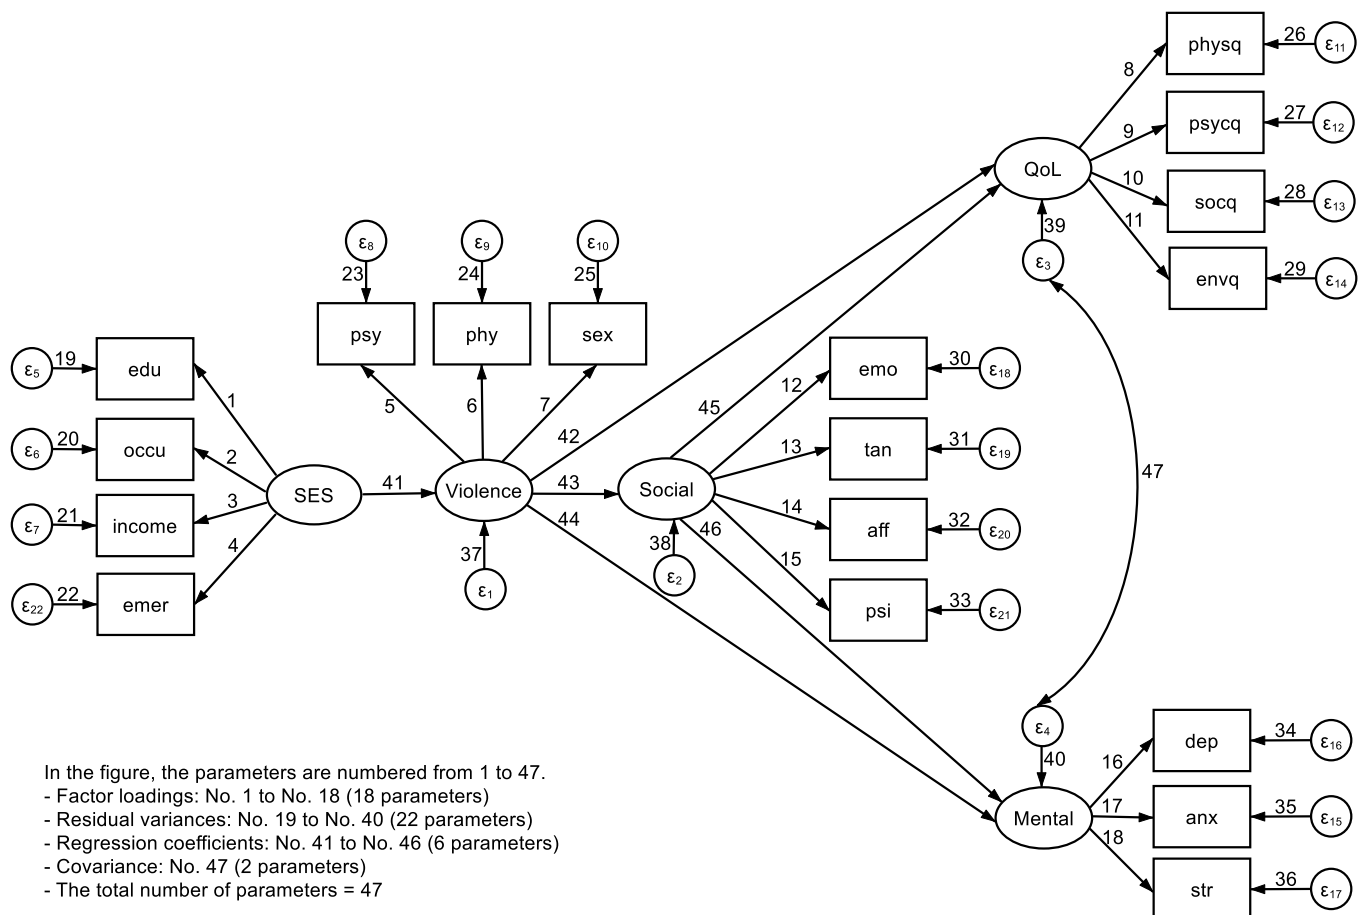 physq
26
ε11
8
psycq
27
ε12
9
QoL
10
socq
28
ε13
11
39
envq
29
ε14
ε3
ε8
ε9
ε10
23
24
25
psy
phy
sex
ε5
19
edu
1
5
6
7
42
45
12
emo
30
ε18
ε6
20
occu
2
13
tan
31
ε19
SES
41
Violence
43
Social
47
ε7
21
income
3
44
46
14
aff
32
ε20
4
37
38
15
ε22
22
emer
ε1
ε2
psi
33
ε21
ε4
16
dep
34
ε16
40
Mental
17
anx
35
ε15
18
str
36
ε17
In the figure, the parameters are numbered from 1 to 47.
- Factor loadings: No. 1 to No. 18 (18 parameters)
- Residual variances: No. 19 to No. 40 (22 parameters)
- Regression coefficients: No. 41 to No. 46 (6 parameters)
- Covariance: No. 47 (2 parameters)
- The total number of parameters = 47